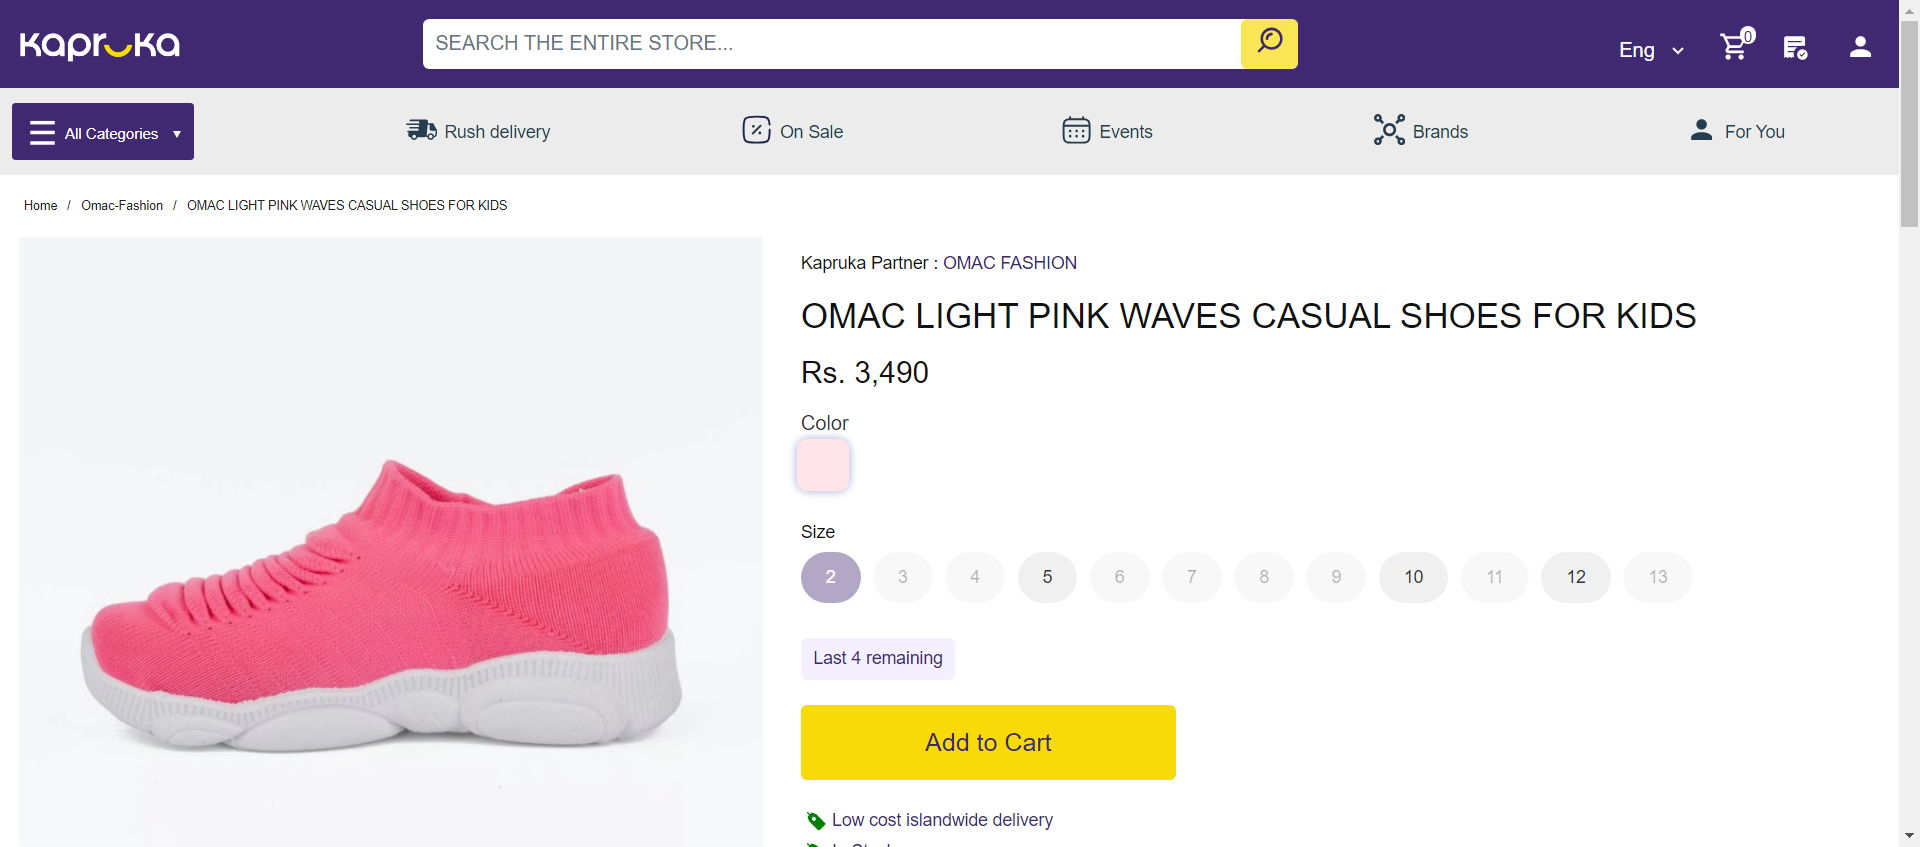 Kapruka
SEARCH THE ENTIRE STORE...
Eng
0
All Categories
Rush delivery
On Sale
Events
Brands
For You
Home / Omac-Fashion / OMAC LIGHT PINK WAVES CASUAL SHOES FOR KIDS
Kapruka Partner : OMAC FASHION
OMAC LIGHT PINK WAVES CASUAL SHOES FOR KIDS
Rs. 3,490
Color
Size
2 3 4 5 6 7 8 9 10 11 12 13
Last 4 remaining
Add to Cart
Low cost islandwide delivery